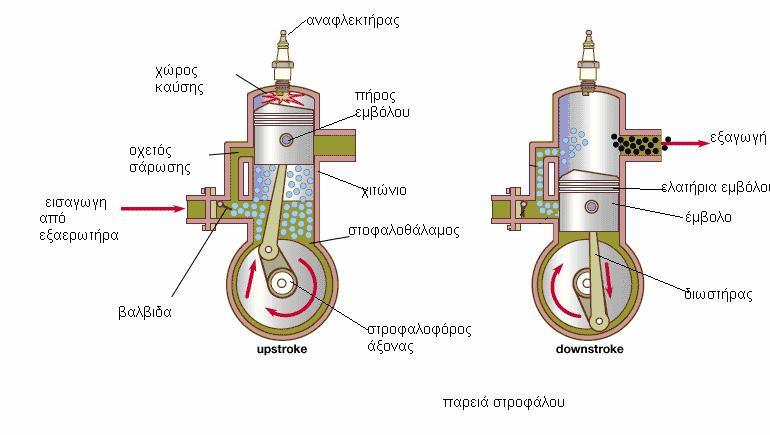 αναφλεκτήρας
χώρος
καύσης
πήρος
εμβόλου
εξαγωγή
οχετός
σάρωσης
χιτώνιο
ελατήρια εμβόλου
εισαγωγη
από
εξαερωτήρα
έμβολο
στοφαλοθάλαμος
βαλβιδα
διωστήρας
στροφαλοφόρος
άξονας
upstroke
downstroke
παρειά στροφάλου